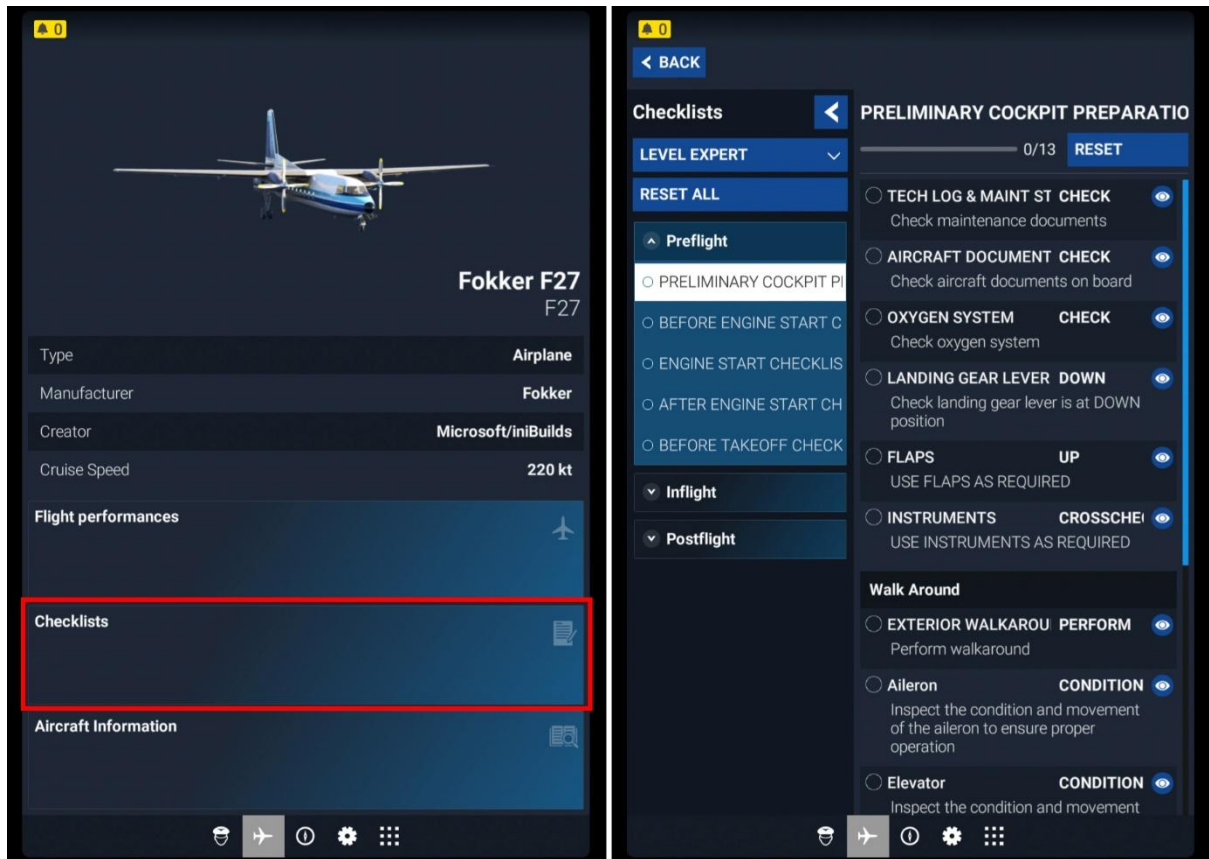 0
Fokker F27
F27
Type Airplane
Manufacturer Fokker
Creator Microsoft/iniBuilds
Cruise Speed 220 kt
Flight performances
Checklists
Aircraft Information
0
< BACK
Checklists
LEVEL EXPERT
RESET ALL
Preflight
PRELIMINARY COCKPIT PI
BEFORE ENGINE START C
ENGINE START CHECKLIS
AFTER ENGINE START CH
BEFORE TAKEOFF CHECK
Inflight
Postflight
PRELIMINARY COCKPIT PREPARATIO
0/13 RESET
TECH LOG & MAINT ST CHECK
Check maintenance documents
AIRCRAFT DOCUMENT CHECK
Check aircraft documents on board
OXYGEN SYSTEM CHECK
Check oxygen system
LANDING GEAR LEVER DOWN
Check landing gear lever is at DOWN
position
FLAPS UP
USE FLAPS AS REQUIRED
INSTRUMENTS CROSSCHE
USE INSTRUMENTS AS REQUIRED
Walk Around
EXTERIOR WALKAROU PERFORM
Perform walkaround
Aileron CONDITION
Inspect the condition and movement
of the aileron to ensure proper
operation
Elevator CONDITION
Inspect the condition and movement